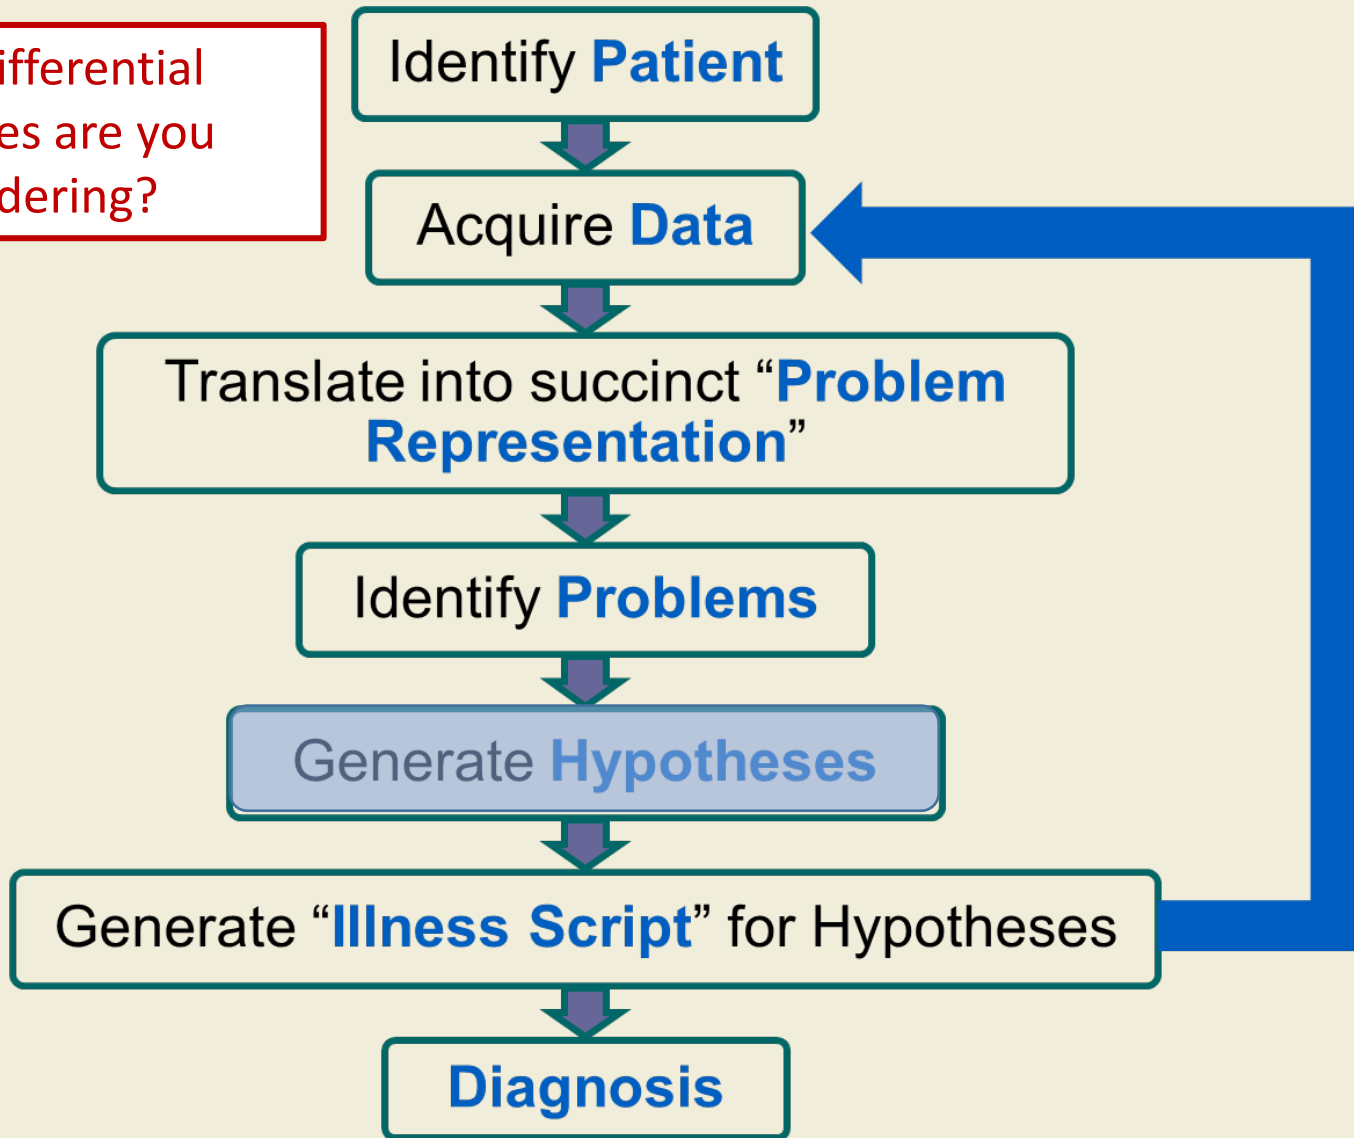 ifferential
es are you
dering?
Identify Patient
Acquire Data
Translate into succinct “Problem
Representation”
Identify Problems
Generate Hypotheses
Generate “Illness Script” for Hypotheses
Diagnosis